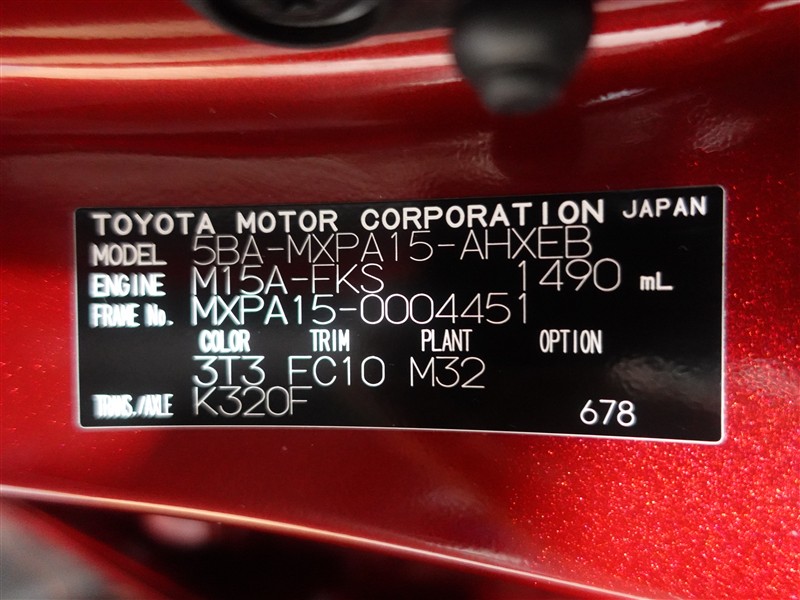 TOYOTA MOTOR CORPORATION JAPAN
MODEL 5BA-MXPA15-AHXEB
ENGINE M15A-FKS 1490 mL
FRAME No. MXPA15-0004451
COLOR TRIM PLANT OPTION
3T3 FC10 M32
TRANS./AXLE K320F 678